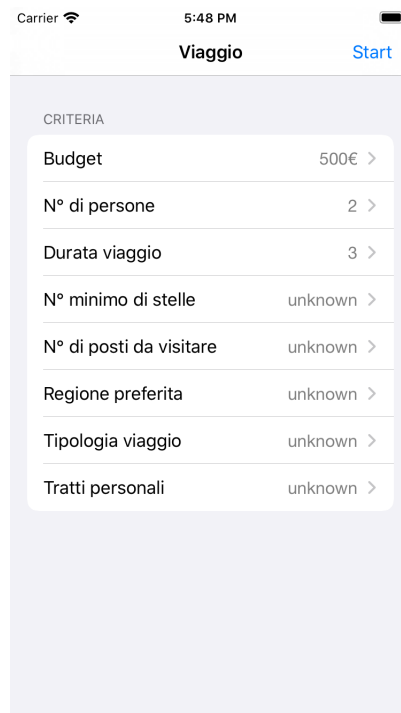 Carrier 5:48 PM
Viaggio Start
CRITERIA
Budget 500€
N° di persone 2
Durata viaggio 3
N° minimo di stelle unknown
N° di posti da visitare unknown
Regione preferita unknown
Tipologia viaggio unknown
Tratti personali unknown